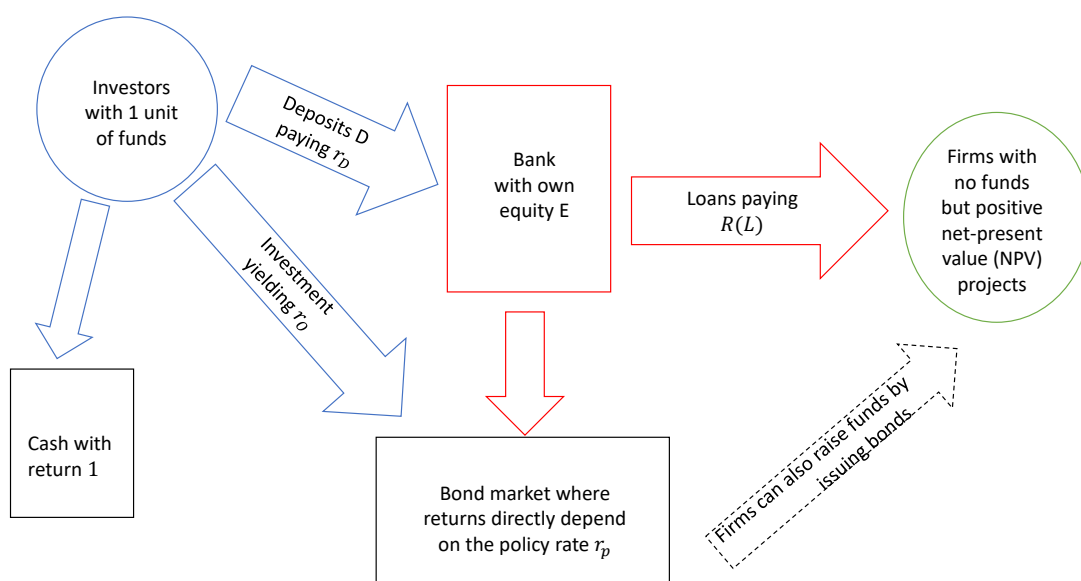 Investors
with 1 unit
of funds
Deposits D
paying r_D
Bank
with own
equity E
Loans paying
R(L)
Firms with
no funds
but positive
net-present
value (NPV)
projects
Investment
yielding r_O
Cash with
return 1
Bond market where
returns directly depend
on the policy rate r_p
Firms can also raise funds by
issuing bonds